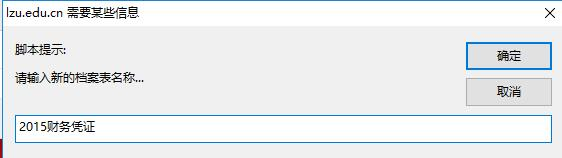 lzu.edu.cn 需要某些信息
脚本提示:
确定
请输入新的档案表名称...
取消
2015财务凭证